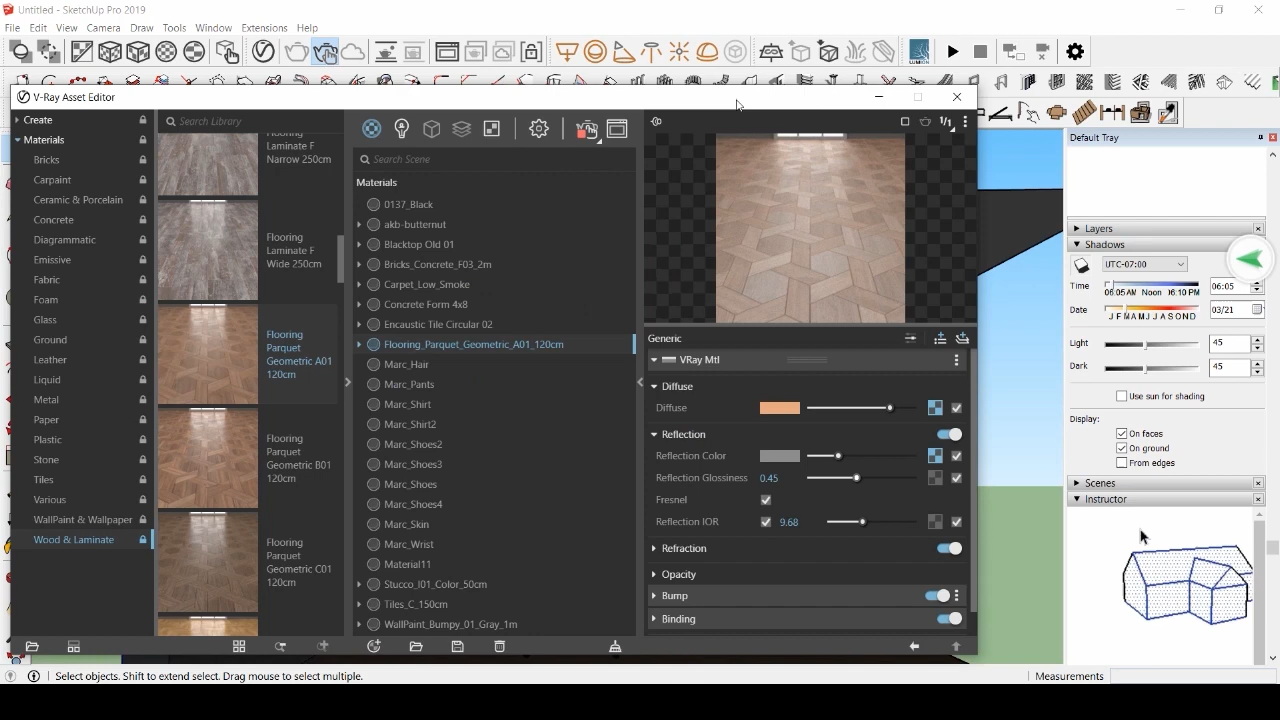 Untitled - SketchUp Pro 2019
File Edit View Camera Draw Tools Window Extensions Help
LUMION
V-Ray Asset Editor
Create
Materials
Bricks
Carpaint
Ceramic & Porcelain
Concrete
Diagrammatic
Emissive
Fabric
Foam
Glass
Ground
Leather
Liquid
Metal
Paper
Plastic
Stone
Tiles
Various
WallPaint & Wallpaper
Wood & Laminate
Search Library
Flooring
Laminate F
Narrow 250cm
Flooring
Laminate F
Wide 250cm
Flooring
Parquet
Geometric A01
120cm
Flooring
Parquet
Geometric B01
120cm
Flooring
Parquet
Geometric C01
120cm
Search Scene
Materials
0137_Black
akb-butternut
Blacktop Old 01
Bricks_Concrete_F03_2m
Carpet_Low_Smoke
Concrete Form 4x8
Encaustic Tile Circular 02
Flooring_Parquet_Geometric_A01_120cm
Marc_Hair
Marc_Pants
Marc_Shirt
Marc_Shirt2
Marc_Shoes2
Marc_Shoes3
Marc_Shoes
Marc_Shoes4
Marc_Skin
Marc_Wrist
Material11
Stucco_I01_Color_50cm
Tiles_C_150cm
WallPaint_Bumpy_01_Gray_1m
1/1
Generic
VRay Mtl
Diffuse
Diffuse
Reflection
Reflection Color
Reflection Glossiness 0.45
Fresnel
Reflection IOR 9.68
Refraction
Opacity
Bump
Binding
Default Tray
Layers
Shadows
UTC-07:00
Time 06:05 AM Noon 16:10 PM 06:05
Date J F M A M J J A S O N D 03/21
Light 45
Dark 45
Use sun for shading
Display:
On faces
On ground
From edges
Scenes
Instructor
Select objects. Shift to extend select. Drag mouse to select multiple.
Measurements